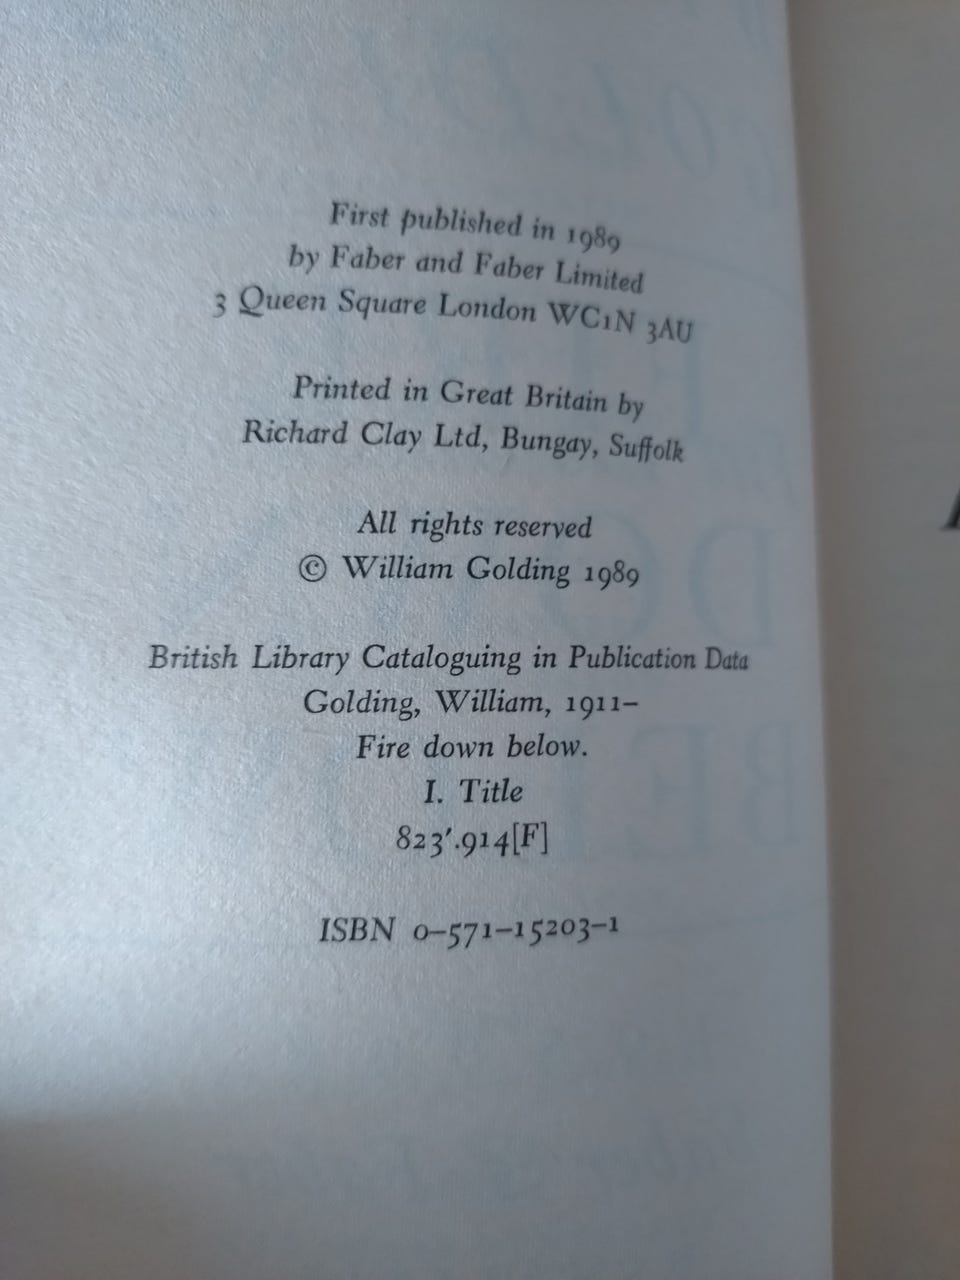 First published in 1989
by Faber and Faber Limited
3 Queen Square London WC1N 3AU
Printed in Great Britain by
Richard Clay Ltd, Bungay, Suffolk
All rights reserved
© William Golding 1989
British Library Cataloguing in Publication Data
Golding, William, 1911–
Fire down below.
I. Title
823′.914[F]
ISBN 0–571–15203–1